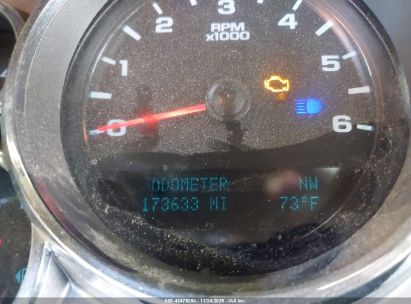 3
2 4
1 5
RPM
x1000
0 6
ODOMETER NW
173633 MI 73°F